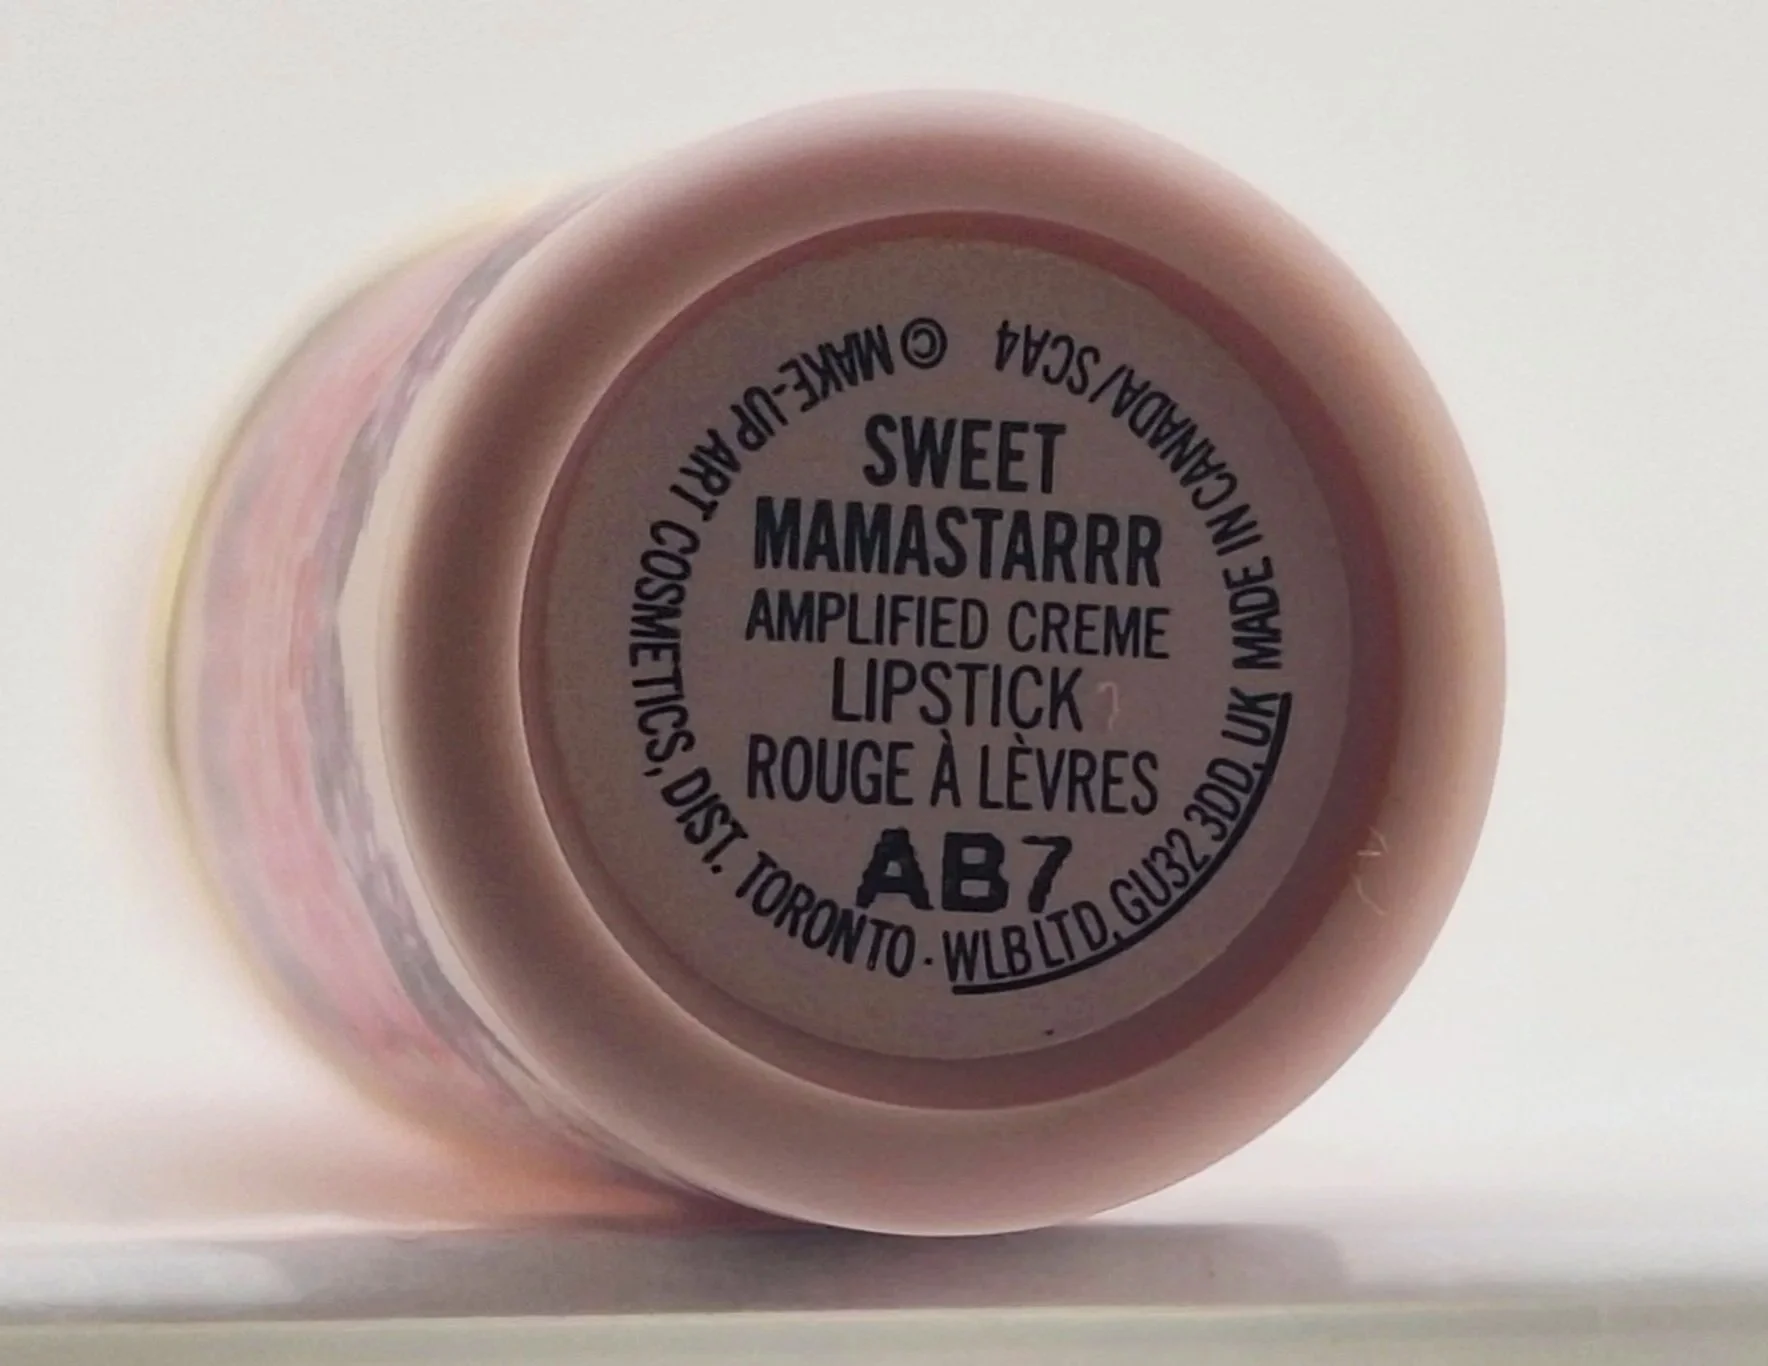 SWEET
MAMASTARRR
AMPLIFIED CREME
LIPSTICK
ROUGE À LÈVRES
AB7
© MAKE-UP ART COSMETICS, DIST. TORONTO · WLB LTD, GU32 3DD, UK MADE IN CANADA/SCA4